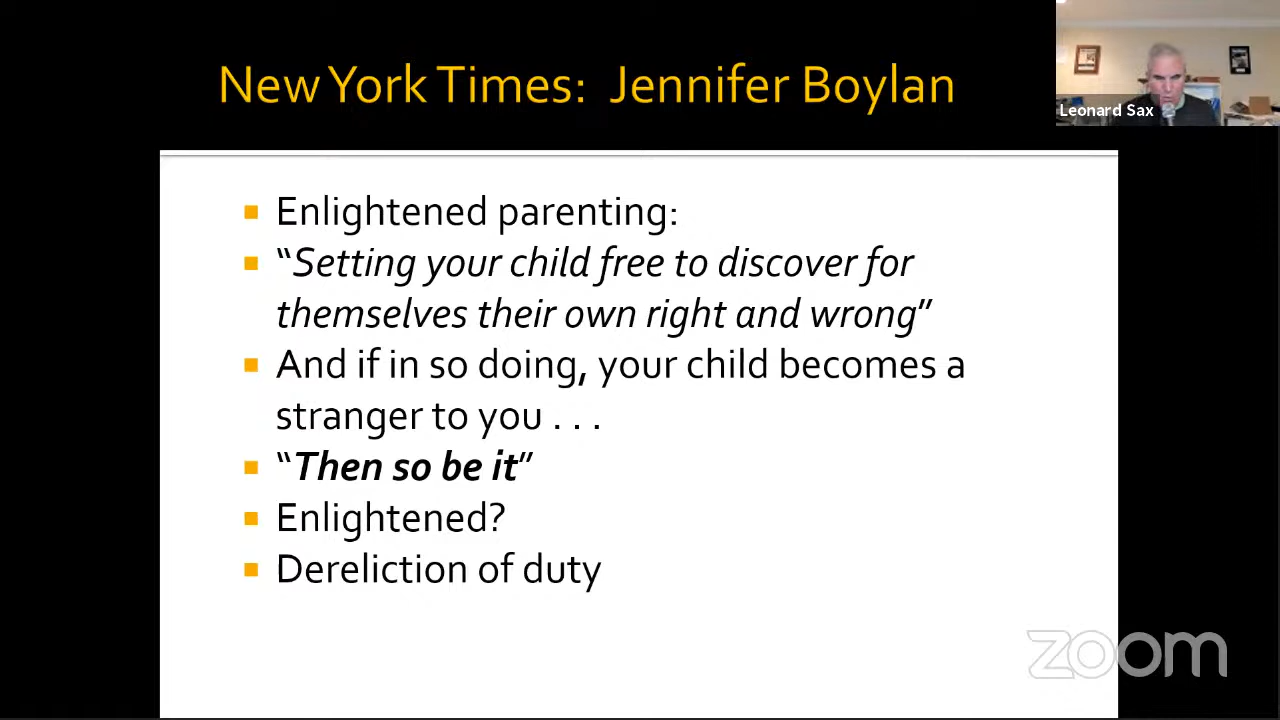 New York Times: Jennifer Boylan
Leonard Sax
▪ Enlightened parenting:
▪ “Setting your child free to discover for
themselves their own right and wrong”
▪ And if in so doing, your child becomes a
stranger to you . . .
▪ “Then so be it”
▪ Enlightened?
▪ Dereliction of duty
zoom